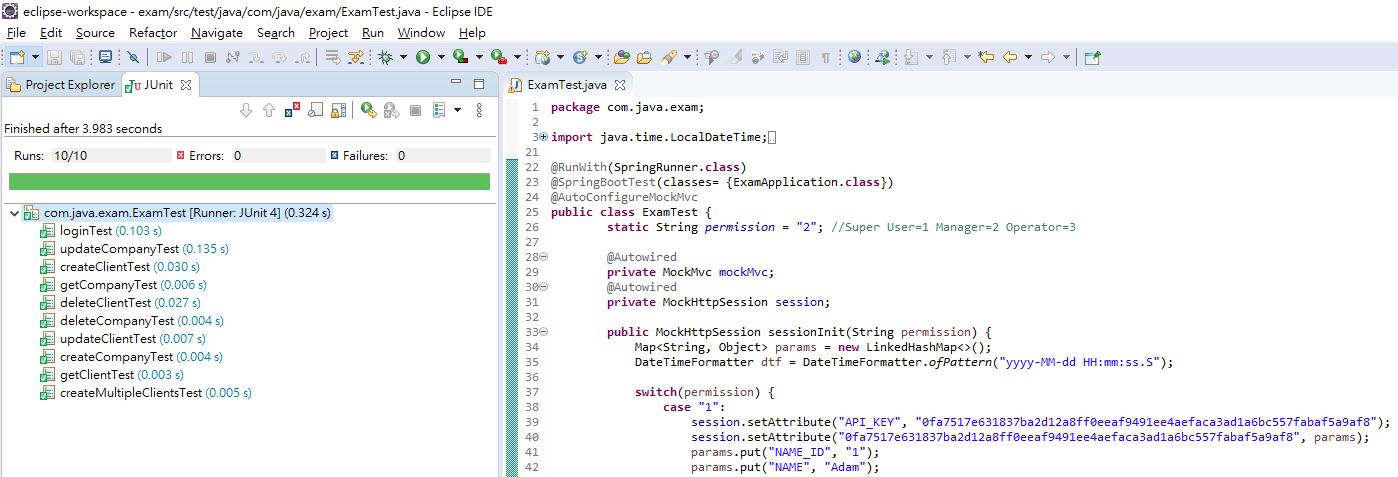 eclipse-workspace - exam/src/test/java/com/java/exam/ExamTest.java - Eclipse IDE
File Edit Source Refactor Navigate Search Project Run Window Help
Project Explorer JUnit
Finished after 3.983 seconds
Runs: 10/10 Errors: 0 Failures: 0
com.java.exam.ExamTest [Runner: JUnit 4] (0.324 s)
loginTest (0.103 s)
updateCompanyTest (0.135 s)
createClientTest (0.030 s)
getCompanyTest (0.006 s)
deleteClientTest (0.027 s)
deleteCompanyTest (0.004 s)
updateClientTest (0.007 s)
createCompanyTest (0.004 s)
getClientTest (0.003 s)
createMultipleClientsTest (0.005 s)
ExamTest.java
1 package com.java.exam;
2
3 import java.time.LocalDateTime;
21
22 @RunWith(SpringRunner.class)
23 @SpringBootTest(classes= {ExamApplication.class})
24 @AutoConfigureMockMvc
25 public class ExamTest {
26 static String permission = "2"; //Super User=1 Manager=2 Operator=3
27
28 @Autowired
29 private MockMvc mockMvc;
30 @Autowired
31 private MockHttpSession session;
32
33 public MockHttpSession sessionInit(String permission) {
34 Map<String, Object> params = new LinkedHashMap<>();
35 DateTimeFormatter dtf = DateTimeFormatter.ofPattern("yyyy-MM-dd HH:mm:ss.S");
36
37 switch(permission) {
38 case "1":
39 session.setAttribute("API_KEY", "0fa7517e631837ba2d12a8ff0eeaf9491ee4aefaca3ad1a6bc557fabaf5a9af8");
40 session.setAttribute("0fa7517e631837ba2d12a8ff0eeaf9491ee4aefaca3ad1a6bc557fabaf5a9af8", params);
41 params.put("NAME_ID", "1");
42 params.put("NAME", "Adam");